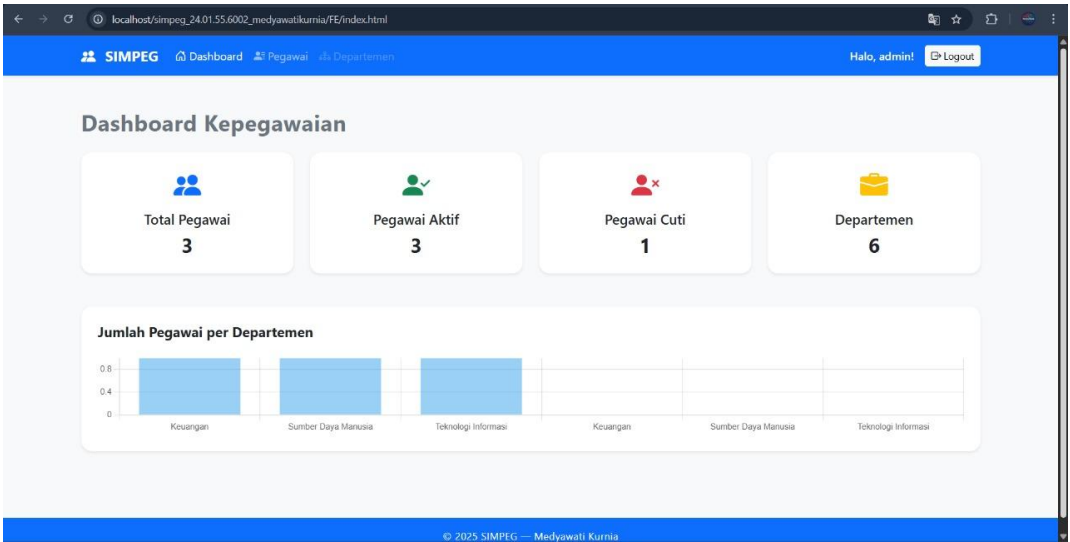 localhost/simpeg_24.01.55.6002_medyawatikurnia/FE/index.html
SIMPEG Dashboard Pegawai Departemen Halo, admin! Logout
Dashboard Kepegawaian
Total Pegawai
3
Pegawai Aktif
3
Pegawai Cuti
1
Departemen
6
Jumlah Pegawai per Departemen
0.8
0.4
0
Keuangan Sumber Daya Manusia Teknologi Informasi Keuangan Sumber Daya Manusia Teknologi Informasi
© 2025 SIMPEG — Medyawati Kurnia